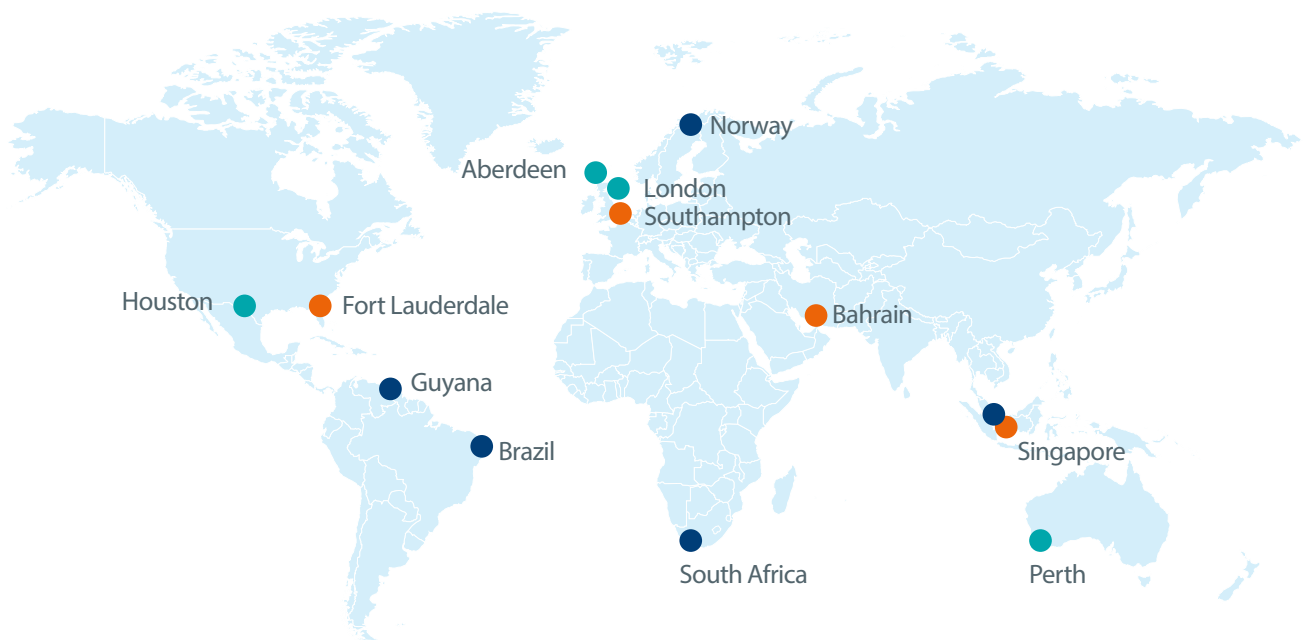 Norway
Aberdeen
London
Southampton
Houston
Fort Lauderdale
Bahrain
Guyana
Brazil
Singapore
South Africa
Perth